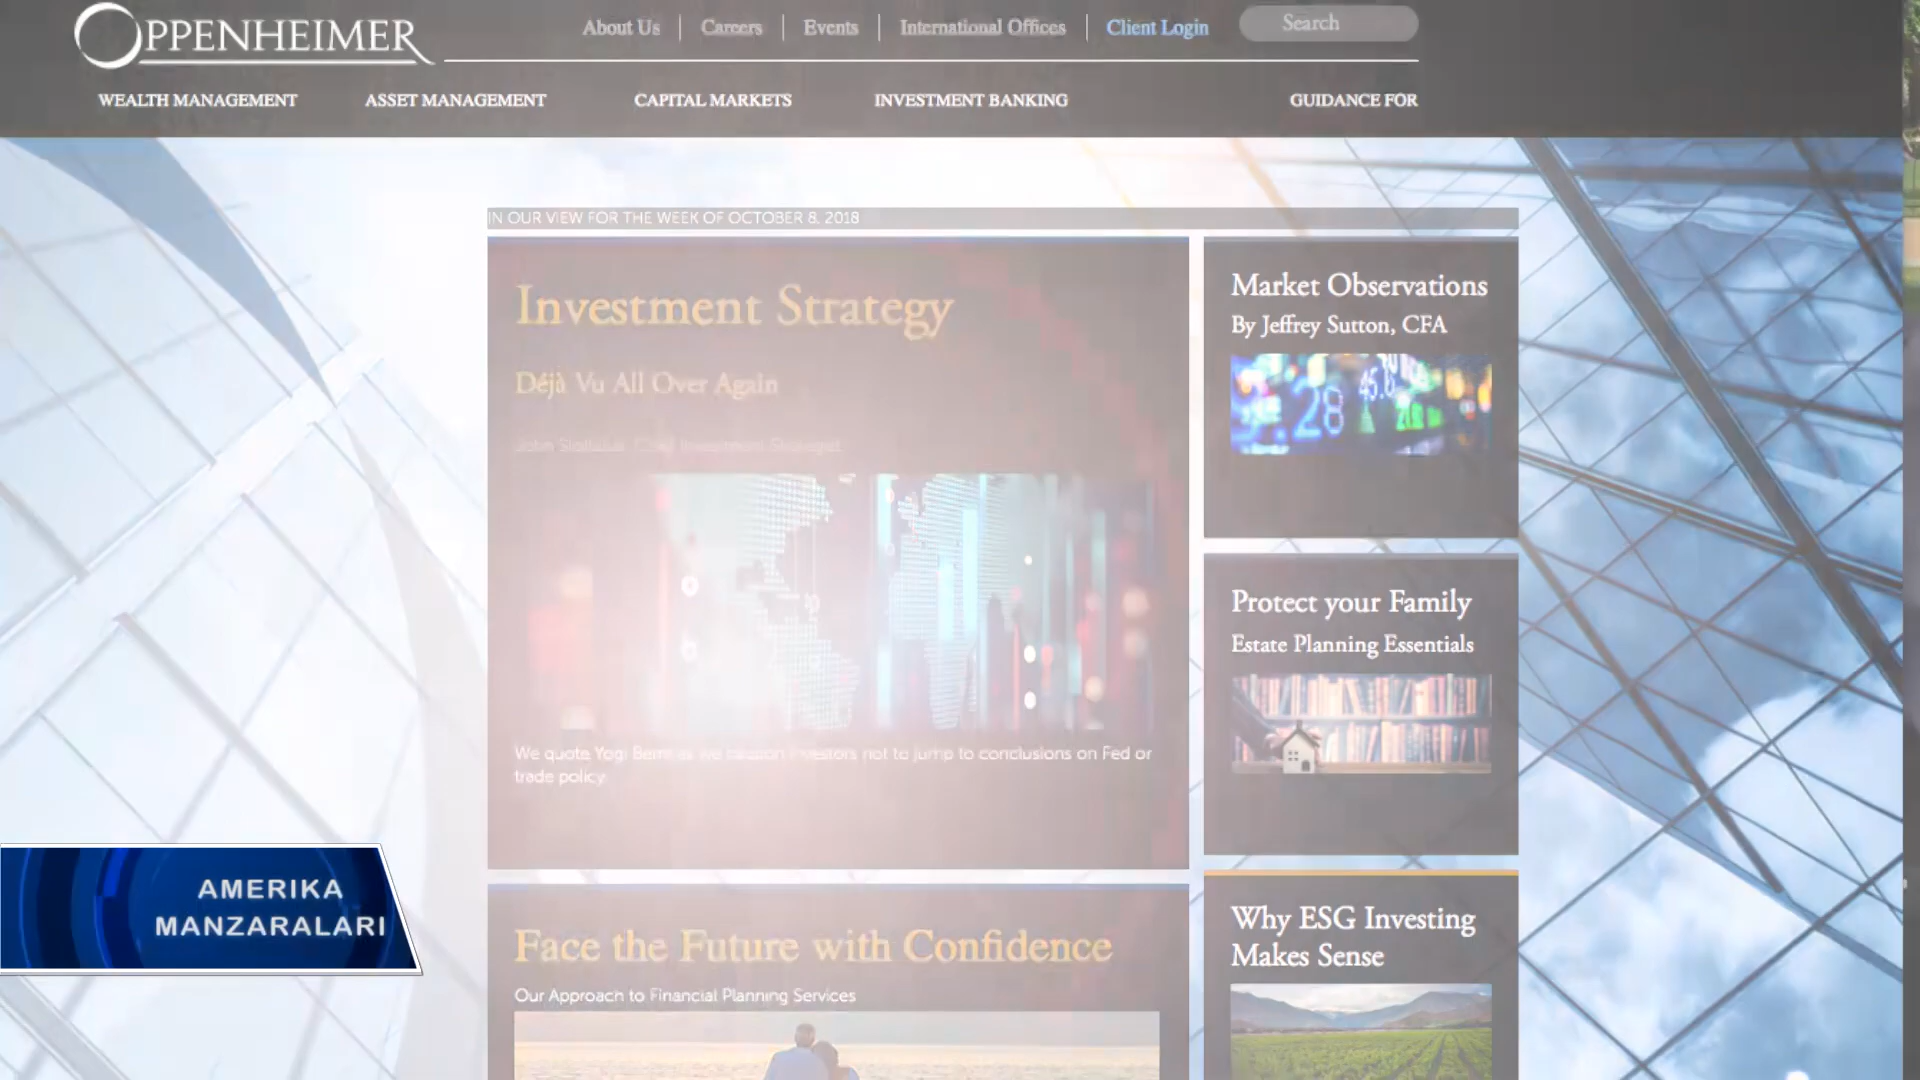 OPPENHEIMER
About Us
Careers
Events
International Offices
Client Login
Search
WEALTH MANAGEMENT
ASSET MANAGEMENT
CAPITAL MARKETS
INVESTMENT BANKING
GUIDANCE FOR
IN OUR VIEW FOR THE WEEK OF OCTOBER 8, 2018
Investment Strategy
Déjà Vu All Over Again
Chief Investment Strategist
We quote Yogi Berra as we caution investors not to jump to conclusions on Fed or
trade policy
Market Observations
By Jeffrey Sutton, CFA
Protect your Family
Estate Planning Essentials
Face the Future with Confidence
Our Approach to Financial Planning Services
Why ESG Investing
Makes Sense
AMERIKA
MANZARALARI